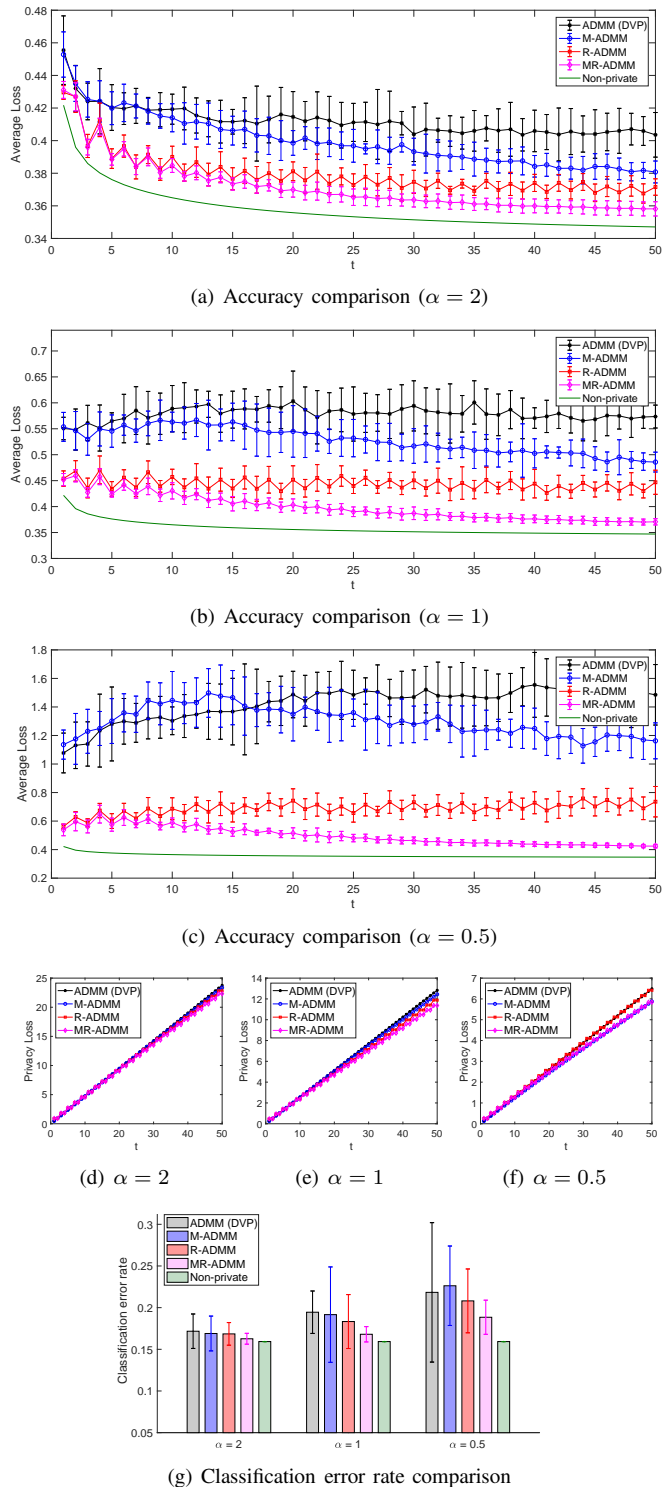 0.48
0.46
0.44
0.42
0.4
0.38
0.36
0.34
Average Loss
ADMM (DVP)
M-ADMM
R-ADMM
MR-ADMM
Non-private
0 5 10 15 20 25 30 35 40 45 50
t
(a) Accuracy comparison (α = 2)
0.7
0.65
0.6
0.55
0.5
0.45
0.4
0.35
0.3
Average Loss
ADMM (DVP)
M-ADMM
R-ADMM
MR-ADMM
Non-private
0 5 10 15 20 25 30 35 40 45 50
t
(b) Accuracy comparison (α = 1)
1.8
1.6
1.4
1.2
1
0.8
0.6
0.4
0.2
Average Loss
ADMM (DVP)
M-ADMM
R-ADMM
MR-ADMM
Non-private
0 5 10 15 20 25 30 35 40 45 50
t
(c) Accuracy comparison (α = 0.5)
25
20
15
10
5
0
Privacy Loss
ADMM (DVP)
M-ADMM
R-ADMM
MR-ADMM
0 10 20 30 40 50
t
(d) α = 2
14
12
10
8
6
4
2
0
Privacy Loss
ADMM (DVP)
M-ADMM
R-ADMM
MR-ADMM
0 10 20 30 40 50
t
(e) α = 1
7
6
5
4
3
2
1
0
Privacy Loss
ADMM (DVP)
M-ADMM
R-ADMM
MR-ADMM
0 10 20 30 40 50
t
(f) α = 0.5
0.3
0.25
0.2
0.15
0.1
0.05
Classification error rate
ADMM (DVP)
M-ADMM
R-ADMM
MR-ADMM
Non-private
α = 2 α = 1 α = 0.5
(g) Classification error rate comparison